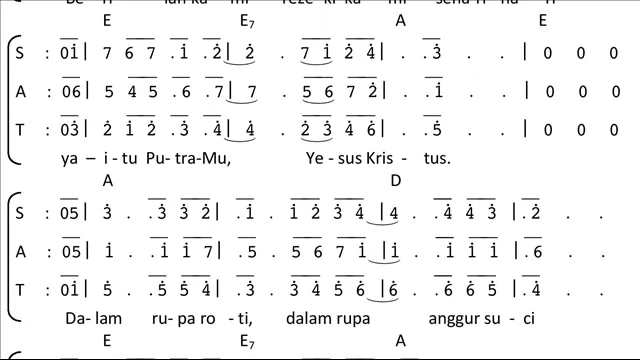 E E7 A E
S : 01̇| 7 6 7 .1̇ .2̇| 2̇ . 7 1̇ 2̇ 4̇| . .3̇ . . | 0 0 0
A : 06| 5 4 5 .6 .7| 7 . 5 6 7 2̇| . .1̇ . . | 0 0 0
T : 03̇| 2̇ 1̇ 2̇ .3̇ .4̇| 4̇ . 2̇ 3̇ 4̇ 6̇| . .5̇ . . | 0 0 0
ya – i - tu Pu- tra-Mu, Ye - sus Kris - tus.
A D
S : 05| 3̇ . .3̇ 3̇ 2̇| .1̇ . 1̇ 2̇ 3̇ 4̇ |4̇ . .4̇ 4̇ 3̇ |.2̇ . .
A : 05| 1̇ . .1̇ 1̇ 7| .5 . 5 6 7 1̇ |1̇ . .1̇ 1̇ 1̇ |.6 . .
T : 01̇| 5̇ . .5̇ 5̇ 4̇| .3̇ . 3̇ 4̇ 5̇ 6̇ |6̇ . .6̇ 6̇ 5̇ |.4̇ . .
Da- lam ru- pa ro - ti, dalam rupa anggur su - ci
E E7 A